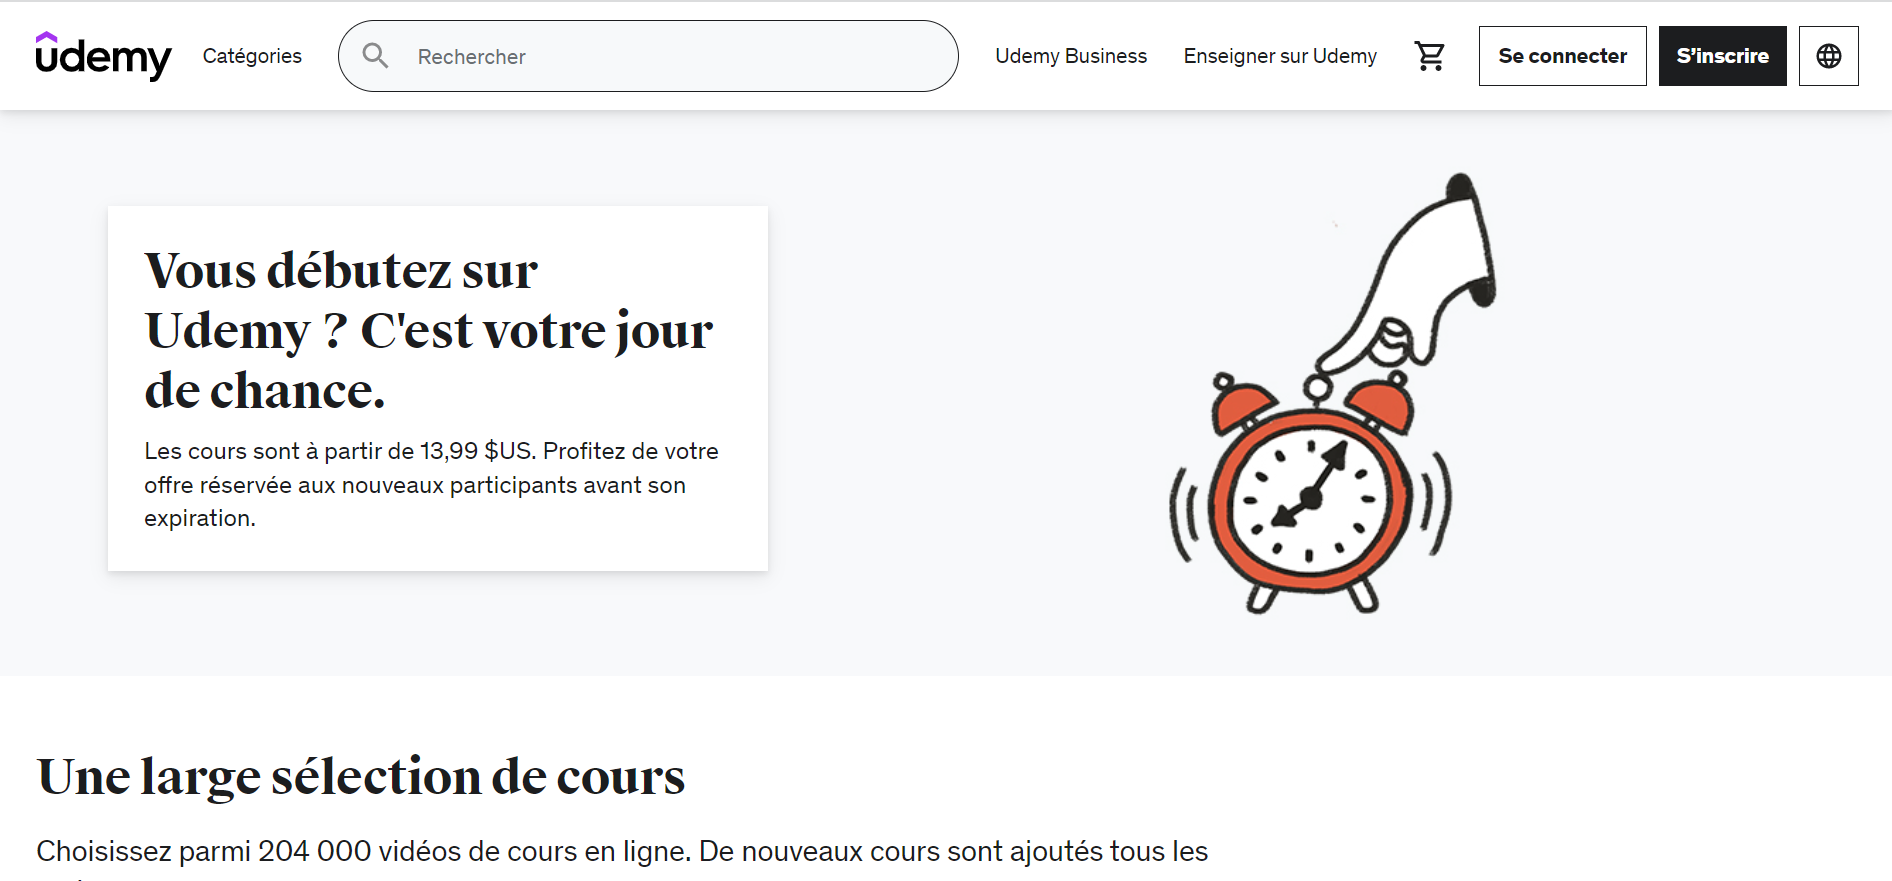 udemy
Catégories
Rechercher
Udemy Business
Enseigner sur Udemy
Se connecter
S'inscrire
Vous débutez sur
Udemy ? C'est votre jour
de chance.
Les cours sont à partir de 13,99 $US. Profitez de votre
offre réservée aux nouveaux participants avant son
expiration.
Une large sélection de cours
Choisissez parmi 204 000 vidéos de cours en ligne. De nouveaux cours sont ajoutés tous les